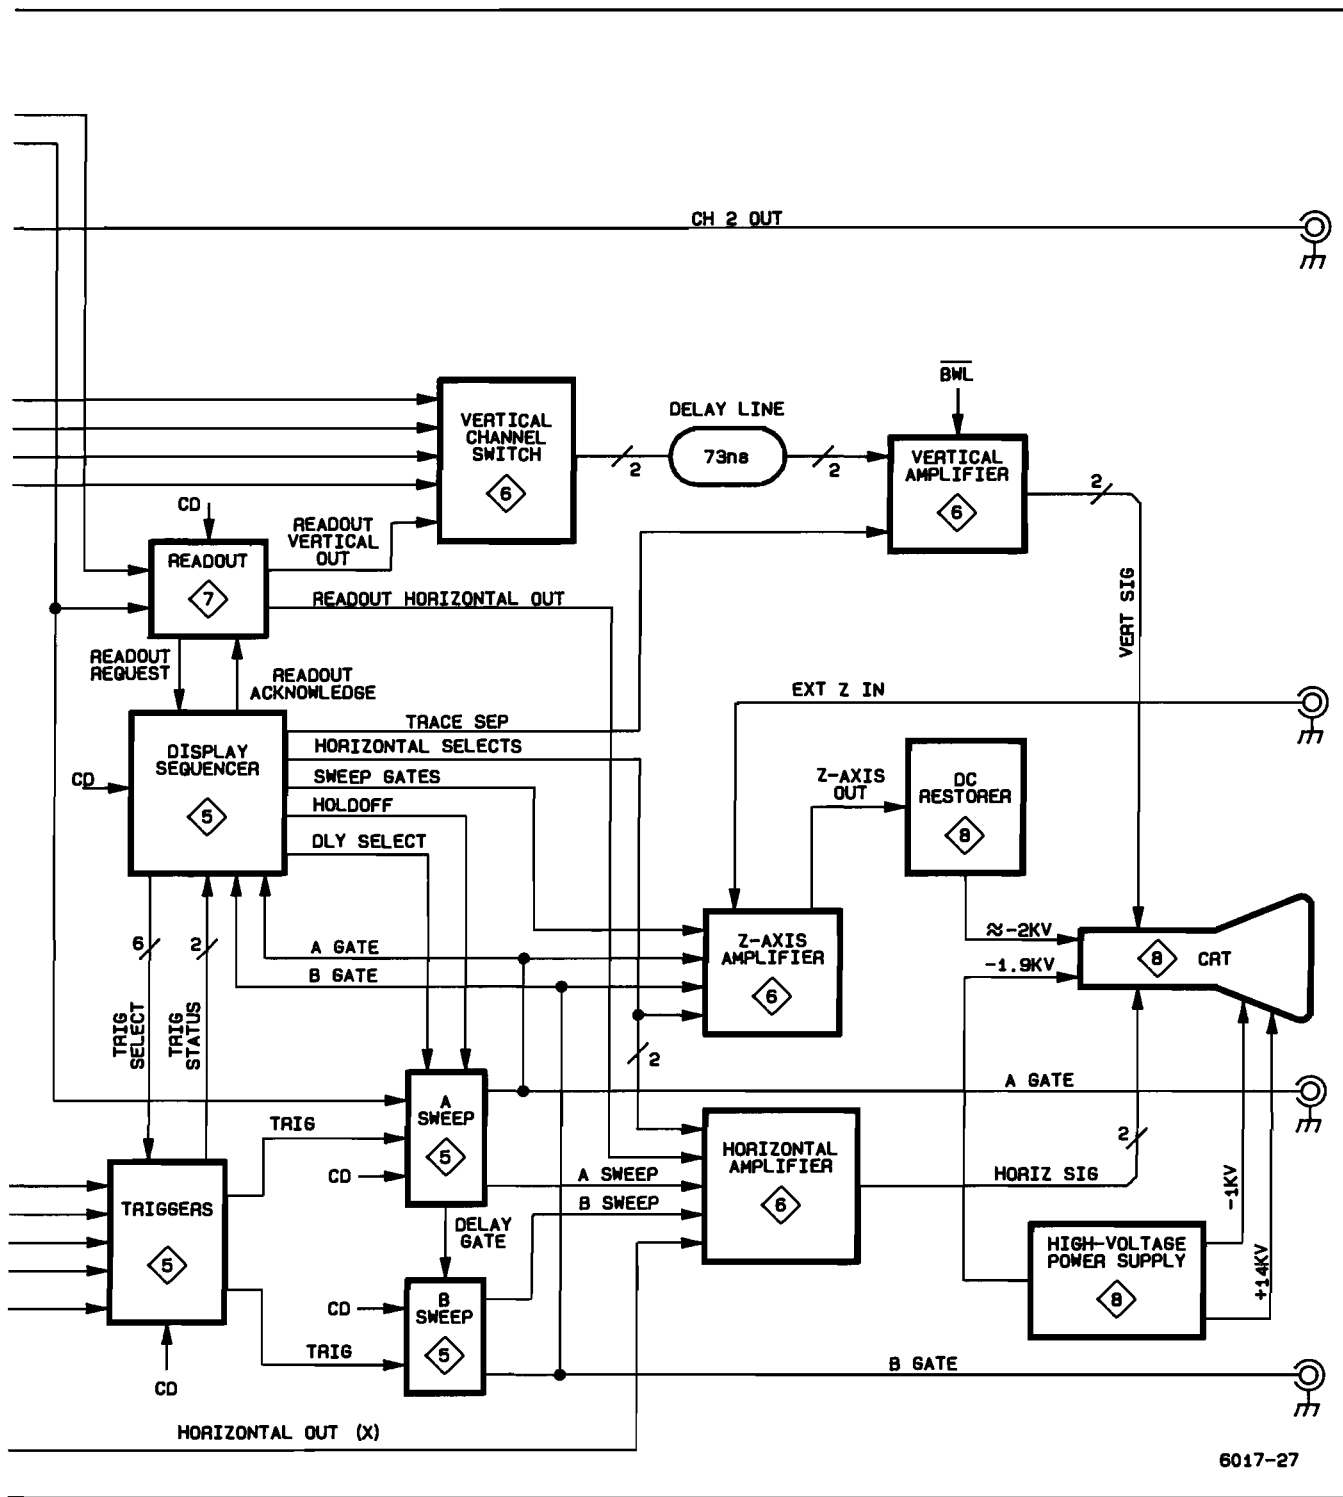 CH 2 OUT
BWL
DELAY LINE
VERTICAL
CHANNEL
SWITCH
6
2
73ns
2
VERTICAL
AMPLIFIER
6
2
CD
READOUT
VERTICAL
OUT
READOUT
7
READOUT HORIZONTAL OUT
VERT SIG
READOUT
REQUEST
READOUT
ACKNOWLEDGE
EXT Z IN
TRACE SEP
HORIZONTAL SELECTS
SWEEP GATES
HOLDOFF
DLY SELECT
DISPLAY
SEQUENCER
5
CD
Z-AXIS
OUT
DC
RESTORER
8
6
2
A GATE
B GATE
Z-AXIS
AMPLIFIER
6
≈-2KV
-1.9KV
8
CRT
TRIG
SELECT
TRIG
STATUS
2
A GATE
A
SWEEP
5
TRIG
CD
HORIZONTAL
AMPLIFIER
6
2
A SWEEP
B SWEEP
HORIZ SIG
-1KV
TRIGGERS
5
DELAY
GATE
HIGH-VOLTAGE
POWER SUPPLY
8
+14KV
CD
B
SWEEP
5
TRIG
B GATE
CD
HORIZONTAL OUT (X)
6017-27